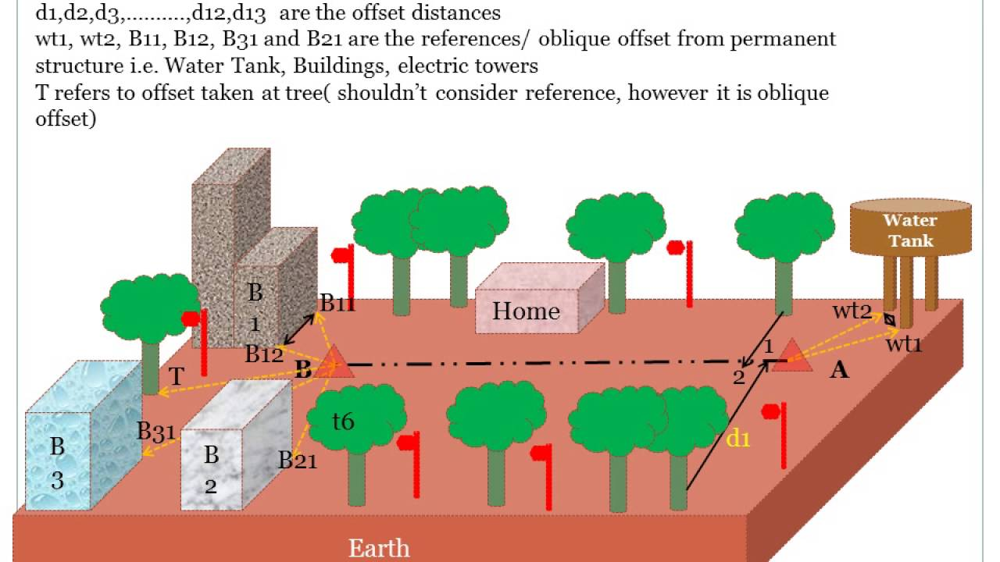 d1,d2,d3,……….,d12,d13 are the offset distances
wt1, wt2, B11, B12, B31 and B21 are the references/ oblique offset from permanent
structure i.e. Water Tank, Buildings, electric towers
T refers to offset taken at tree( shouldn’t consider reference, however it is oblique
offset)
Water
Tank
B
1
B11
Home
wt2
wt1
B12
B
1
2
A
T
t6
B31
d1
B
3
B
2
B21
Earth